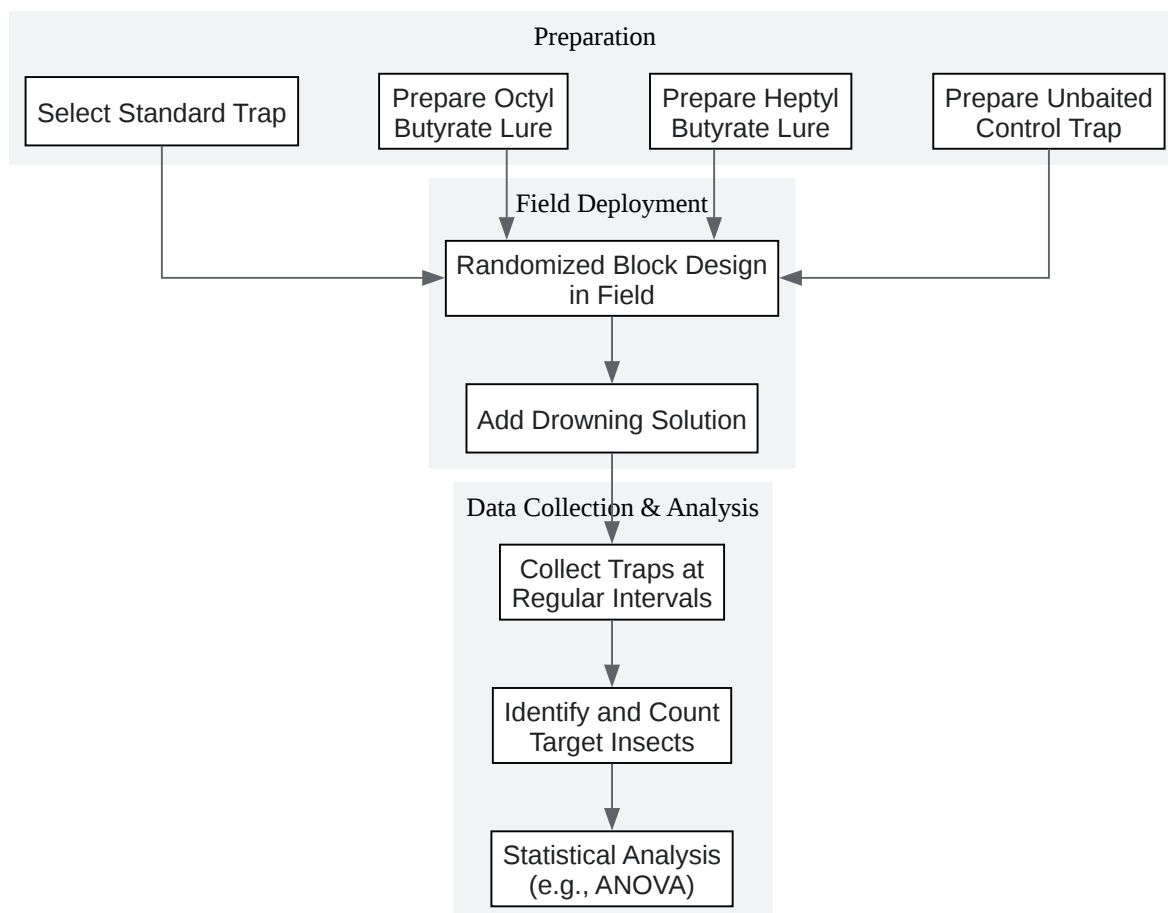 Preparation
Select Standard Trap
Prepare Octyl
Butyrate Lure
Prepare Heptyl
Butyrate Lure
Prepare Unbaited
Control Trap
Field Deployment
Randomized Block Design
in Field
Add Drowning Solution
Data Collection & Analysis
Collect Traps at
Regular Intervals
Identify and Count
Target Insects
Statistical Analysis
(e.g., ANOVA)